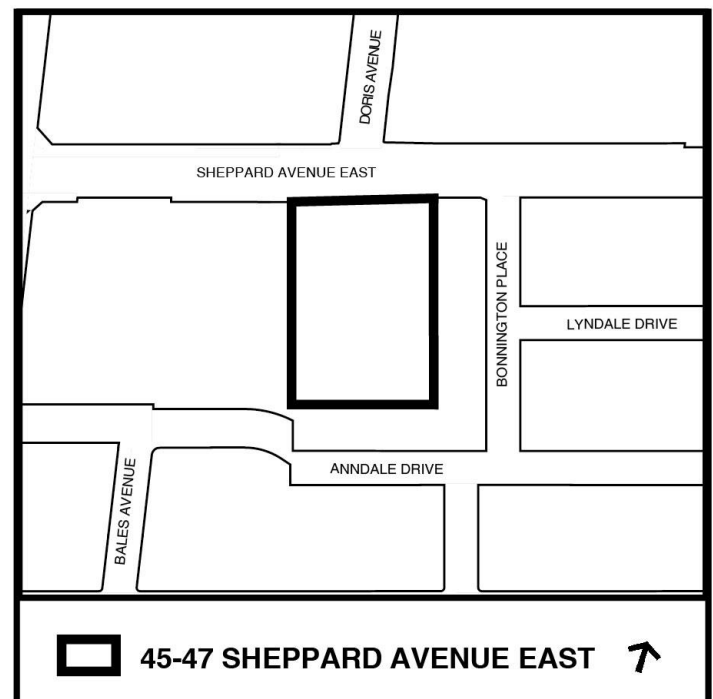 DORIS AVENUE
SHEPPARD AVENUE EAST
BONNINGTON PLACE
LYNDALE DRIVE
ANNDALE DRIVE
BALES AVENUE
45-47 SHEPPARD AVENUE EAST